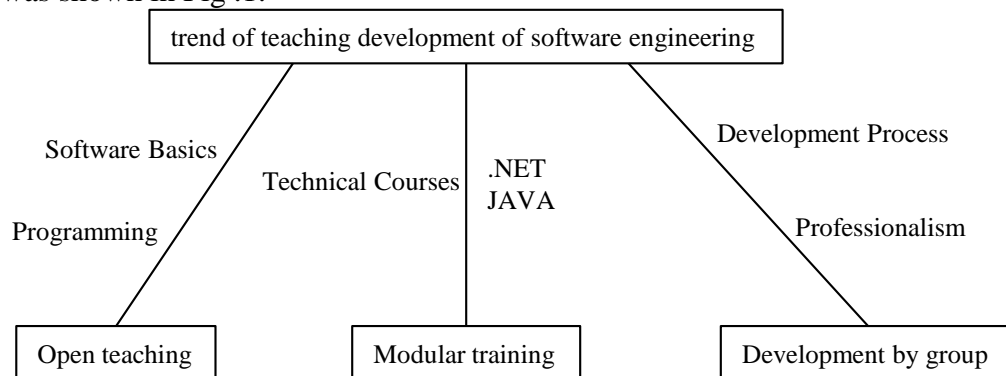 was shown in Fig .1.
trend of teaching development of software engineering
Software Basics
Programming
Technical Courses
.NET
JAVA
Development Process
Professionalism
Open teaching
Modular training
Development by group